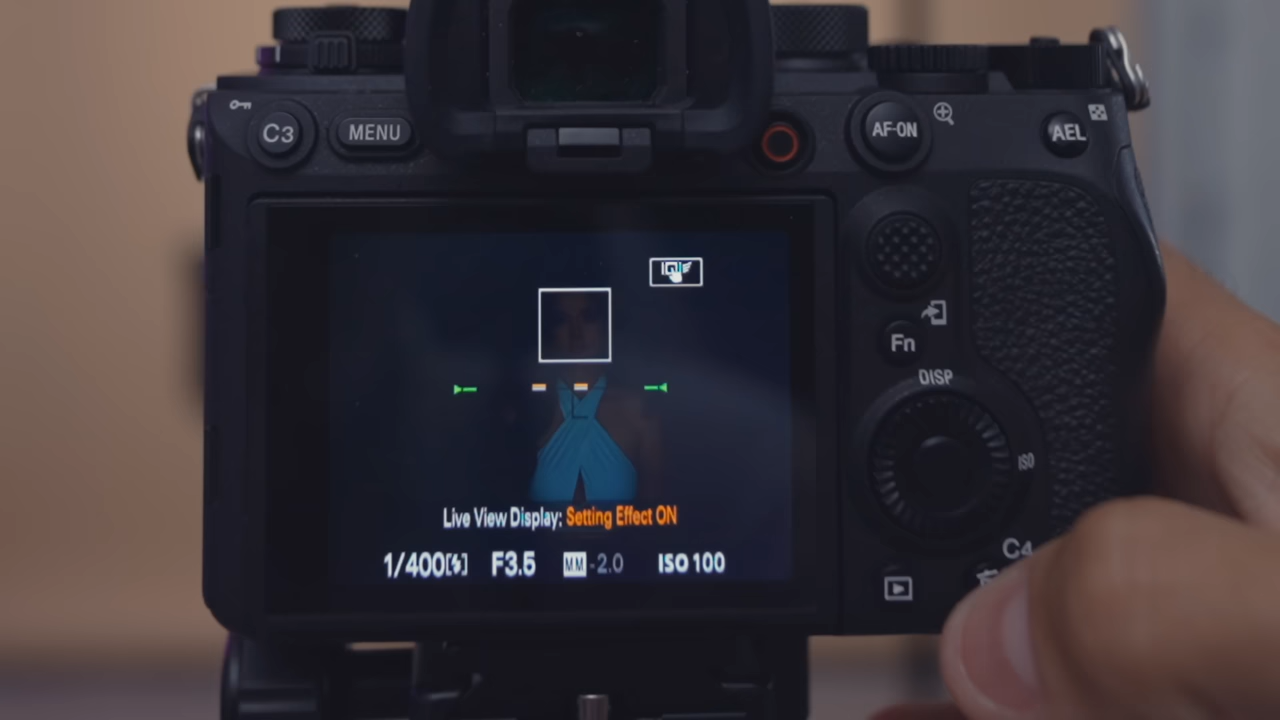 C3
MENU
AF-ON
AEL
Fn
DISP
ISO
Live View Display: Setting Effect ON
1/400 F3.5 MM -2.0 ISO 100
C4